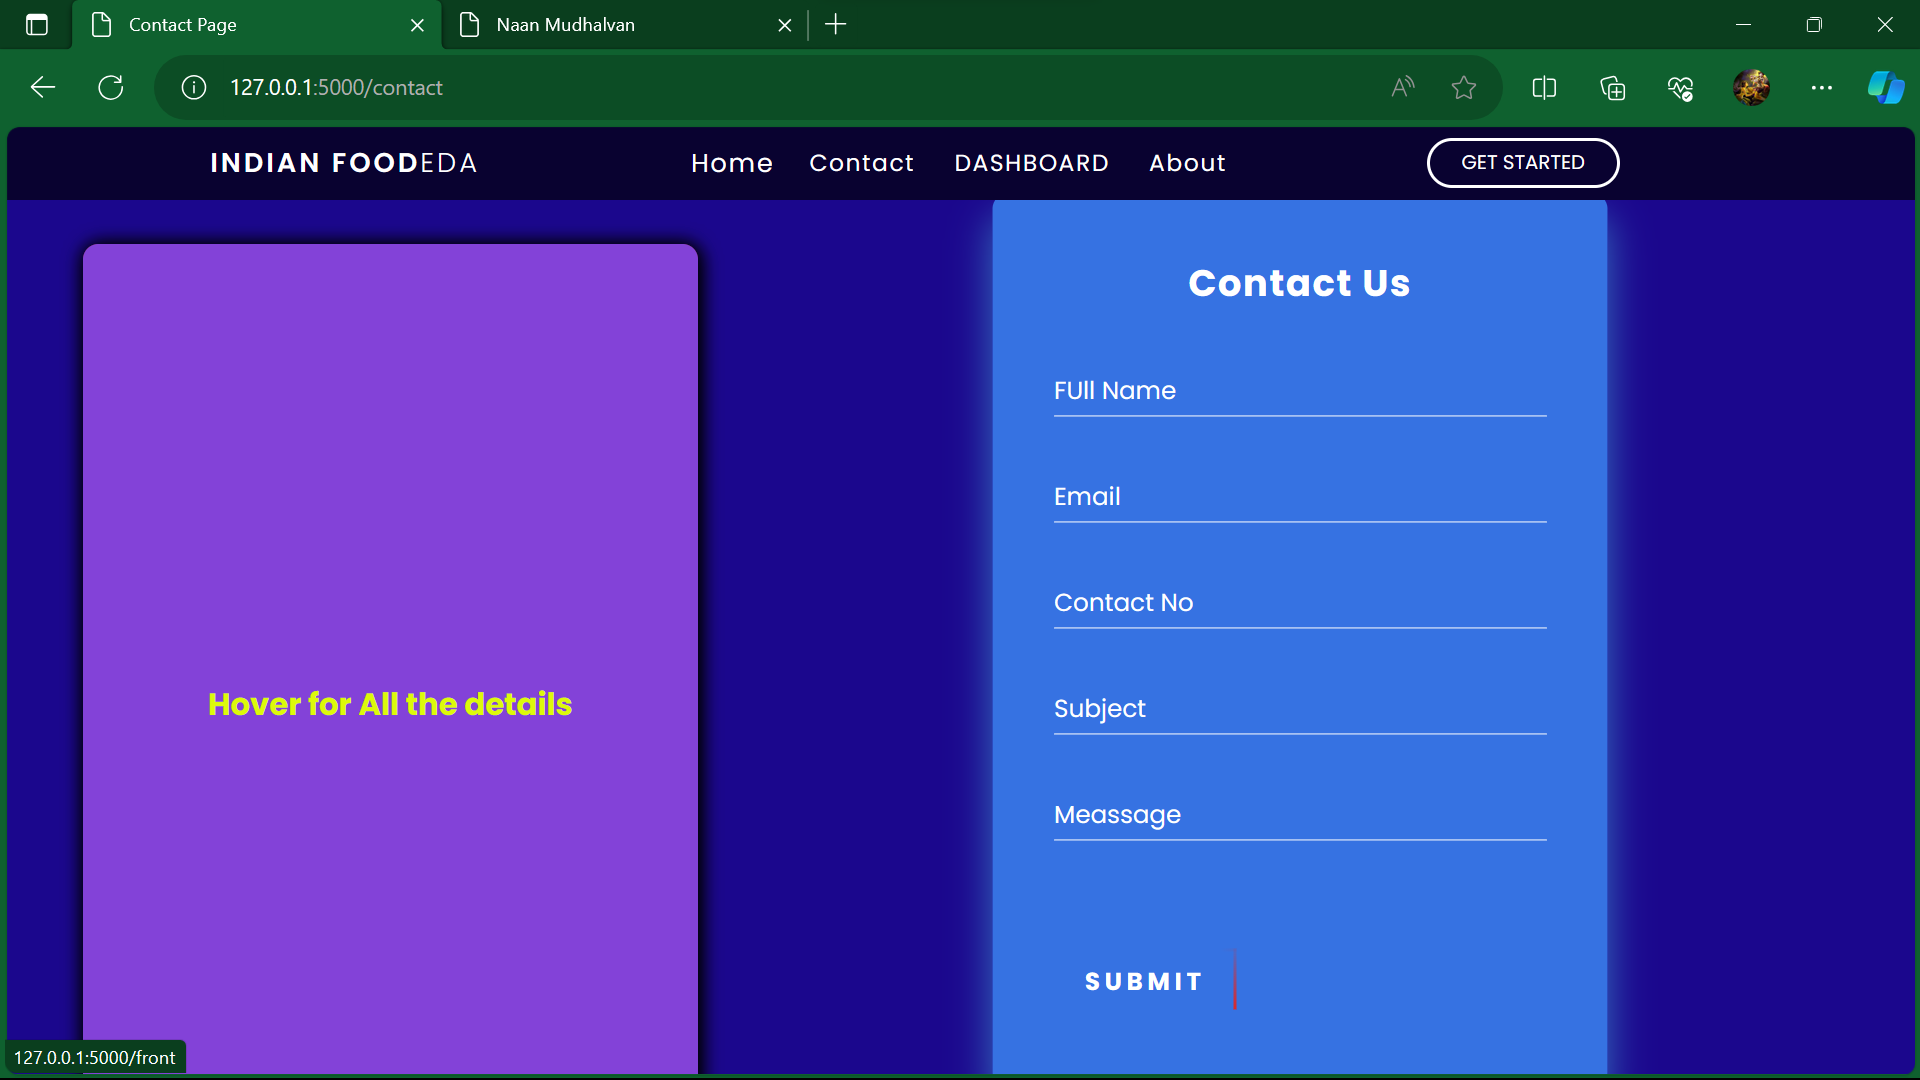 Contact Page
Naan Mudhalvan
127.0.0.1:5000/contact
INDIAN FOODEDA
Home
Contact
DASHBOARD
About
GET STARTED
Hover for All the details
Contact Us
FUll Name
Email
Contact No
Subject
Meassage
SUBMIT
127.0.0.1:5000/front